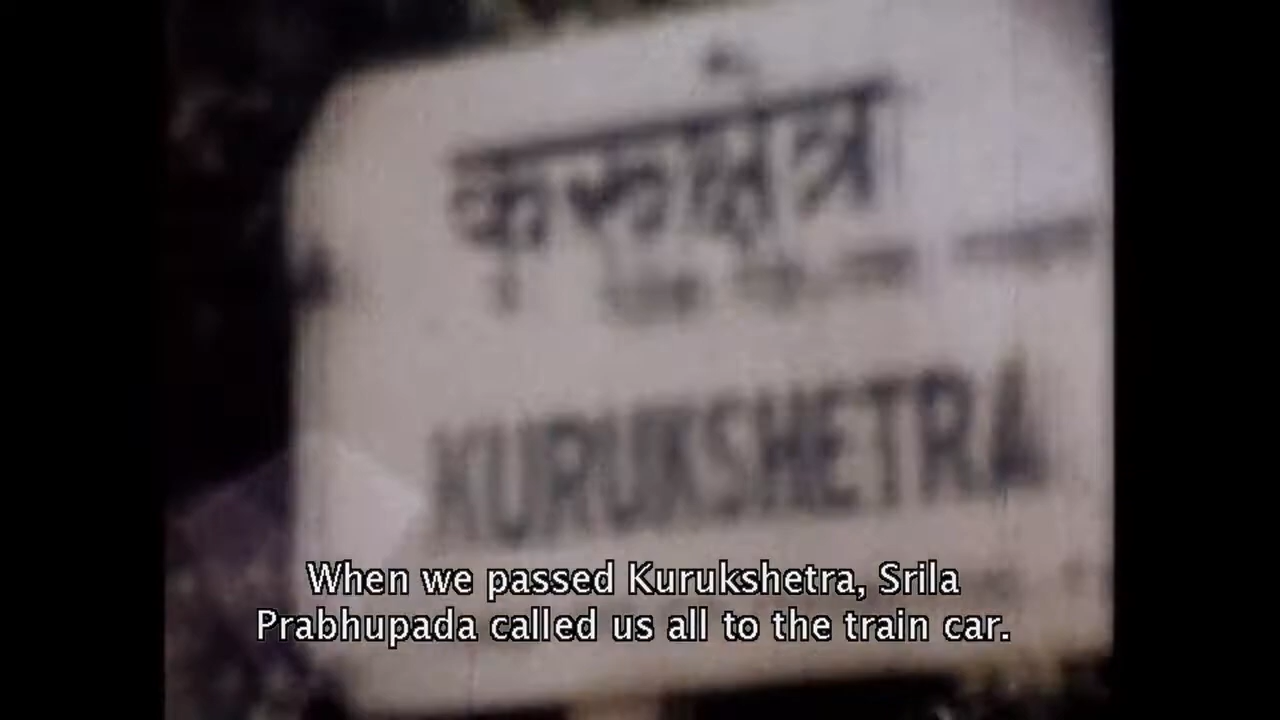 कुरुक्षेत्र
KURUKSHETRA
When we passed Kurukshetra, Srila
Prabhupada called us all to the train car.